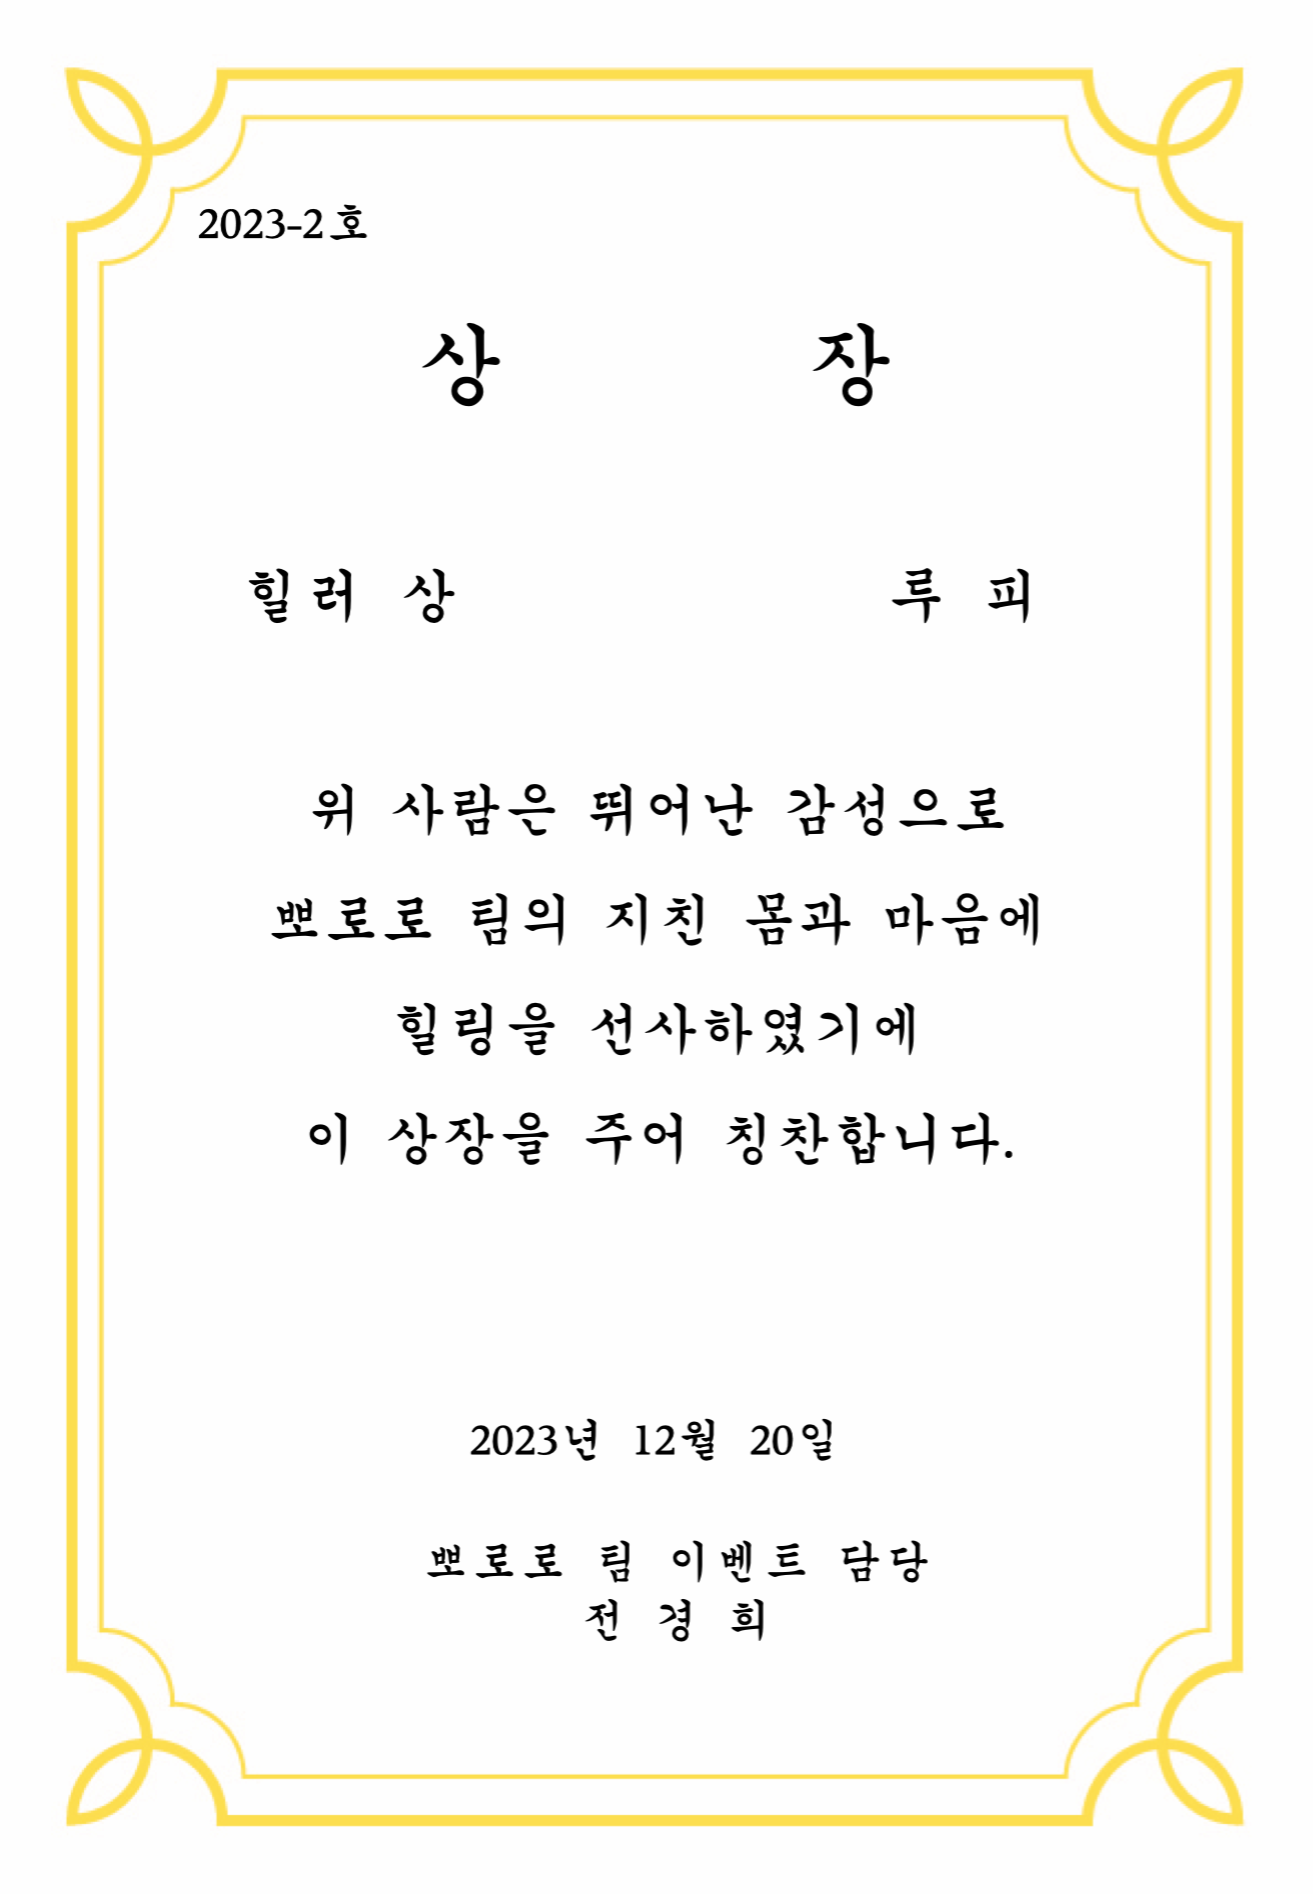 2023-2호
상 장
힐러 상 루 피
위 사람은 뛰어난 감성으로
뽀로로 팀의 지친 몸과 마음에
힐링을 선사하였기에
이 상장을 주어 칭찬합니다.
2023년 12월 20일
뽀로로 팀 이벤트 담당
전 경 희